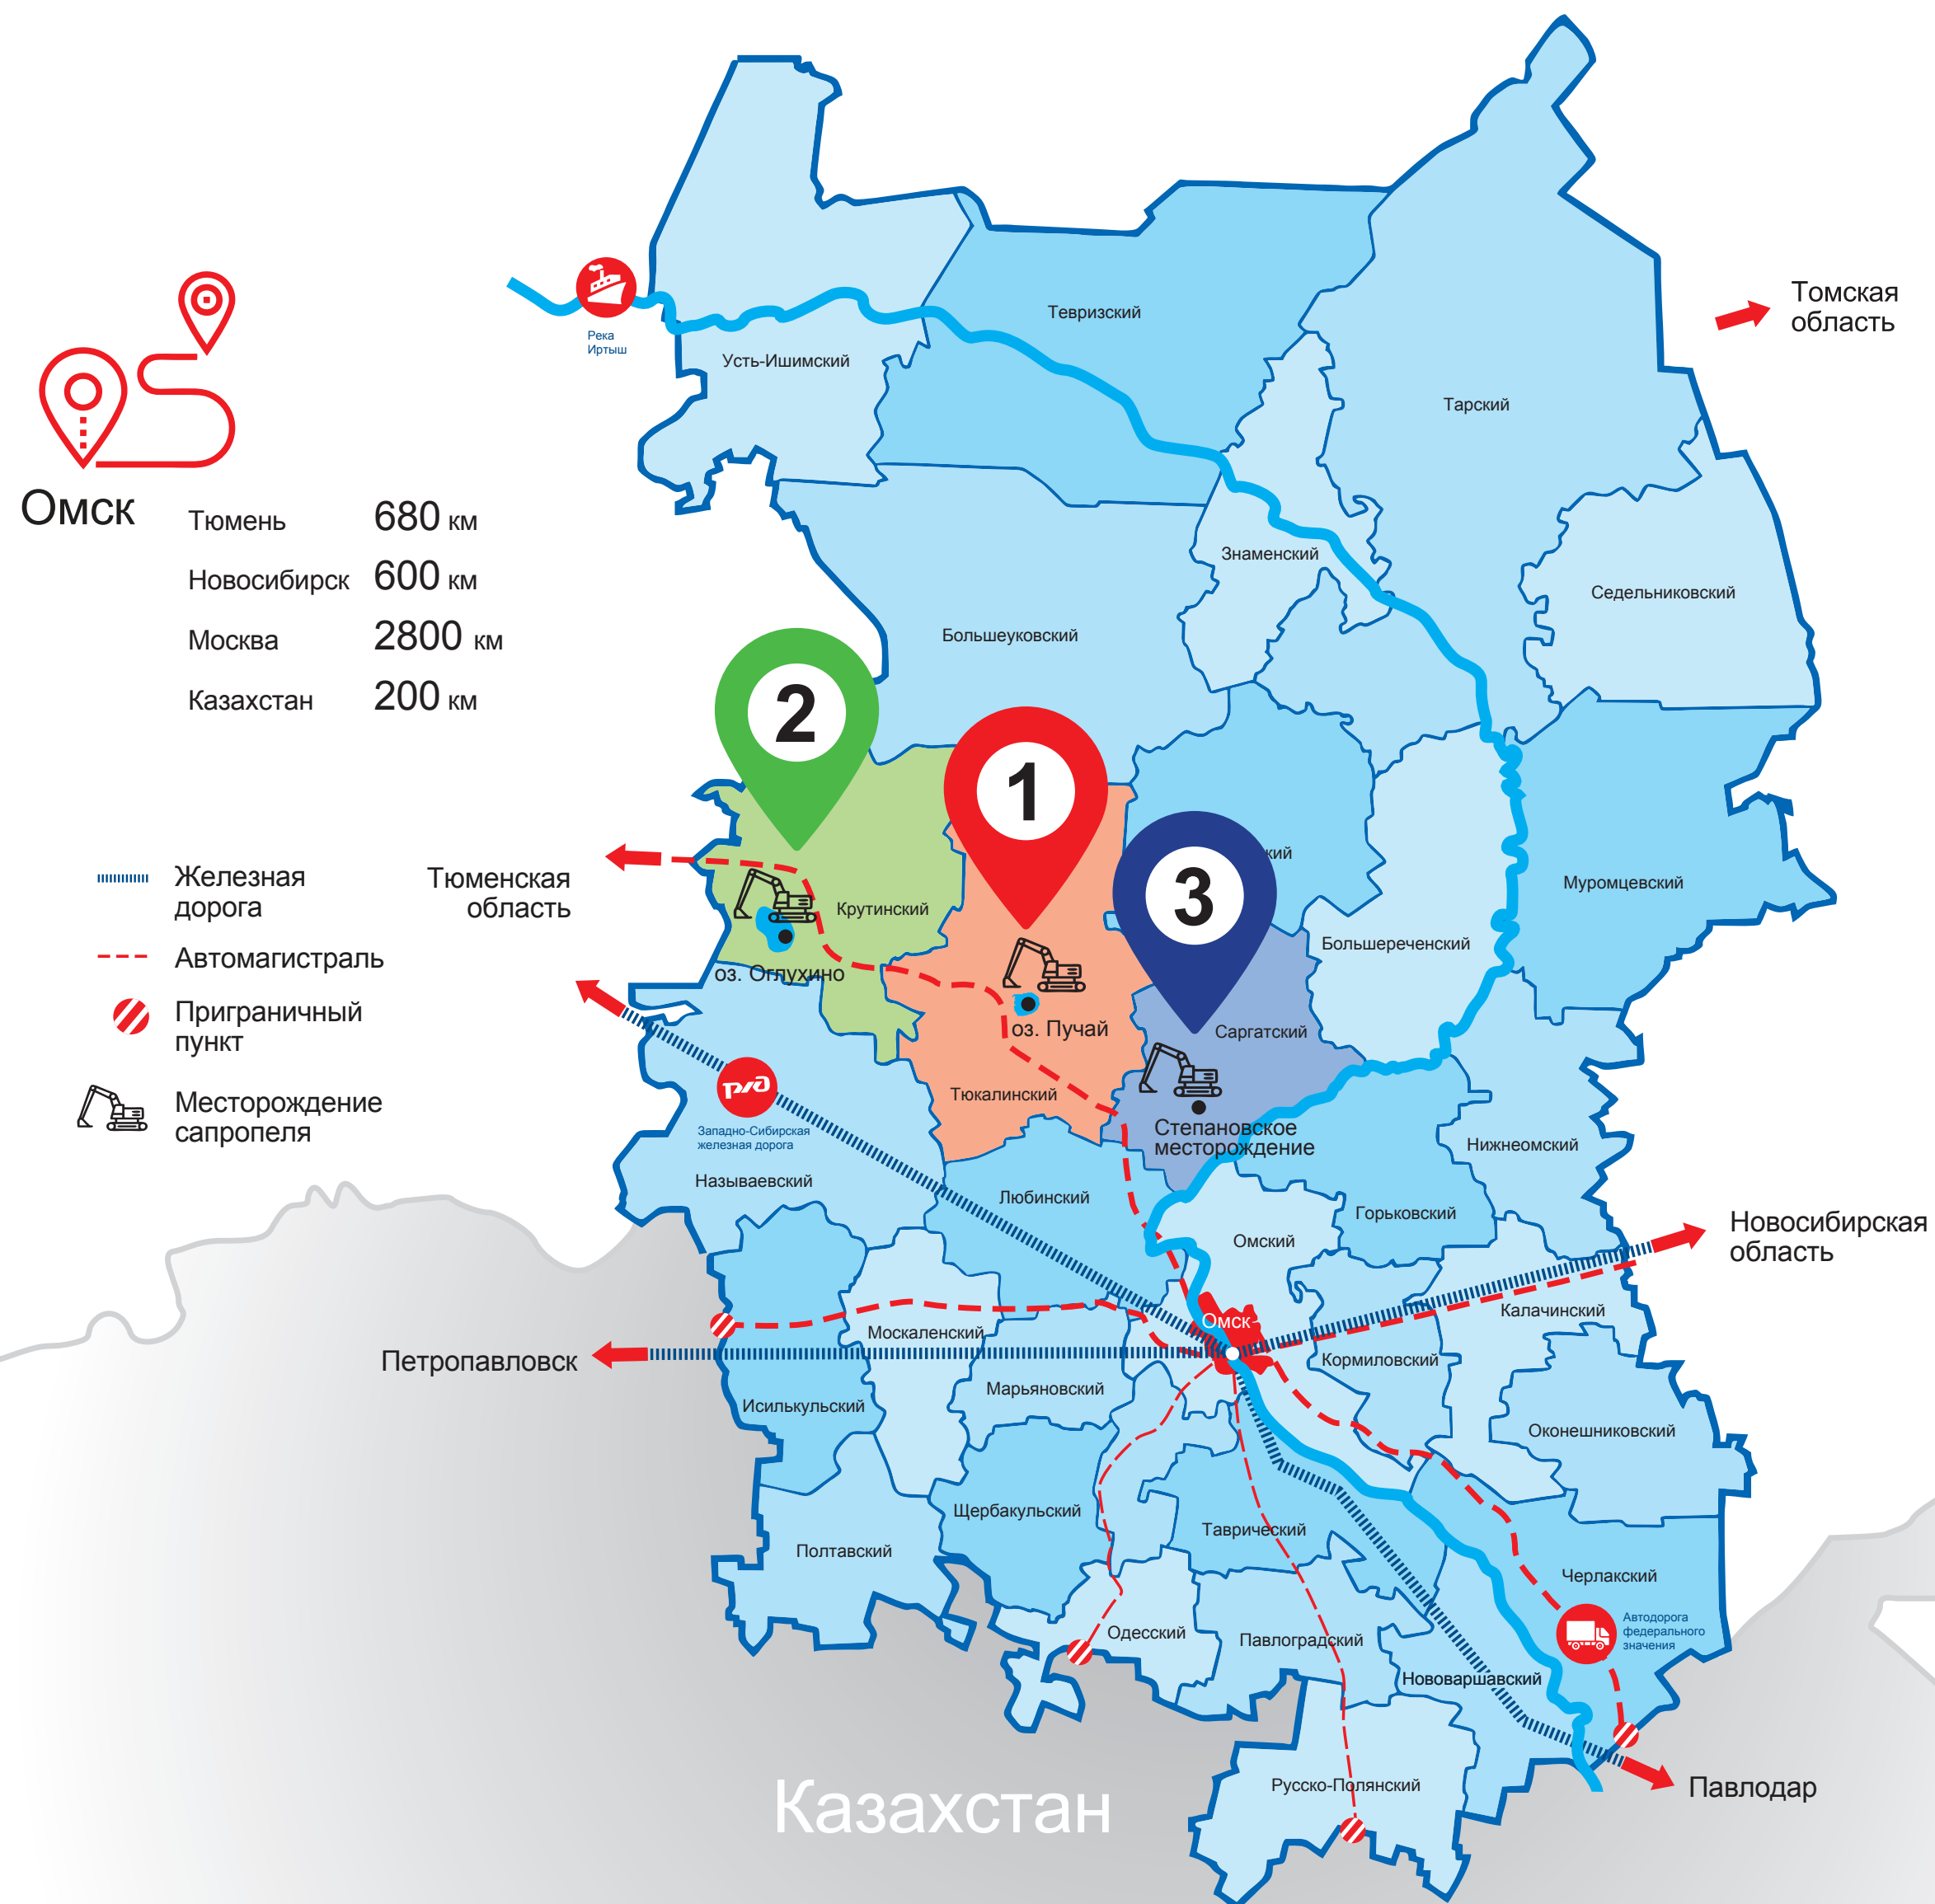 Томская
область
Тевризский
Река
Иртыш
Усть-Ишимский
Тарский
Омск
Тюмень 680 км
Новосибирск 600 км
Москва 2800 км
Казахстан 200 км
Знаменский
Седельниковский
Большеуковский
2
1
3
кий
Муромцевский
Железная
дорога
Автомагистраль
Приграничный
пункт
Месторождение
сапропеля
Тюменская
область
Крутинский
Большереченский
оз. Оглухино
оз. Пучай
Саргатский
Тюкалинский
Степановское
месторождение
Нижнеомский
РЖД
Западно-Сибирская
железная дорога
Называевский
Любинский
Горьковский
Омский
Новосибирская
область
Калачинский
Омск
Москаленский
Кормиловский
Петропавловск
Марьяновский
Исилькульский
Оконешниковский
Щербакульский
Таврический
Полтавский
Черлакский
Автодорога
федерального
значения
Одесский
Павлоградский
Нововаршавский
Русско-Полянский
Павлодар
Казахстан